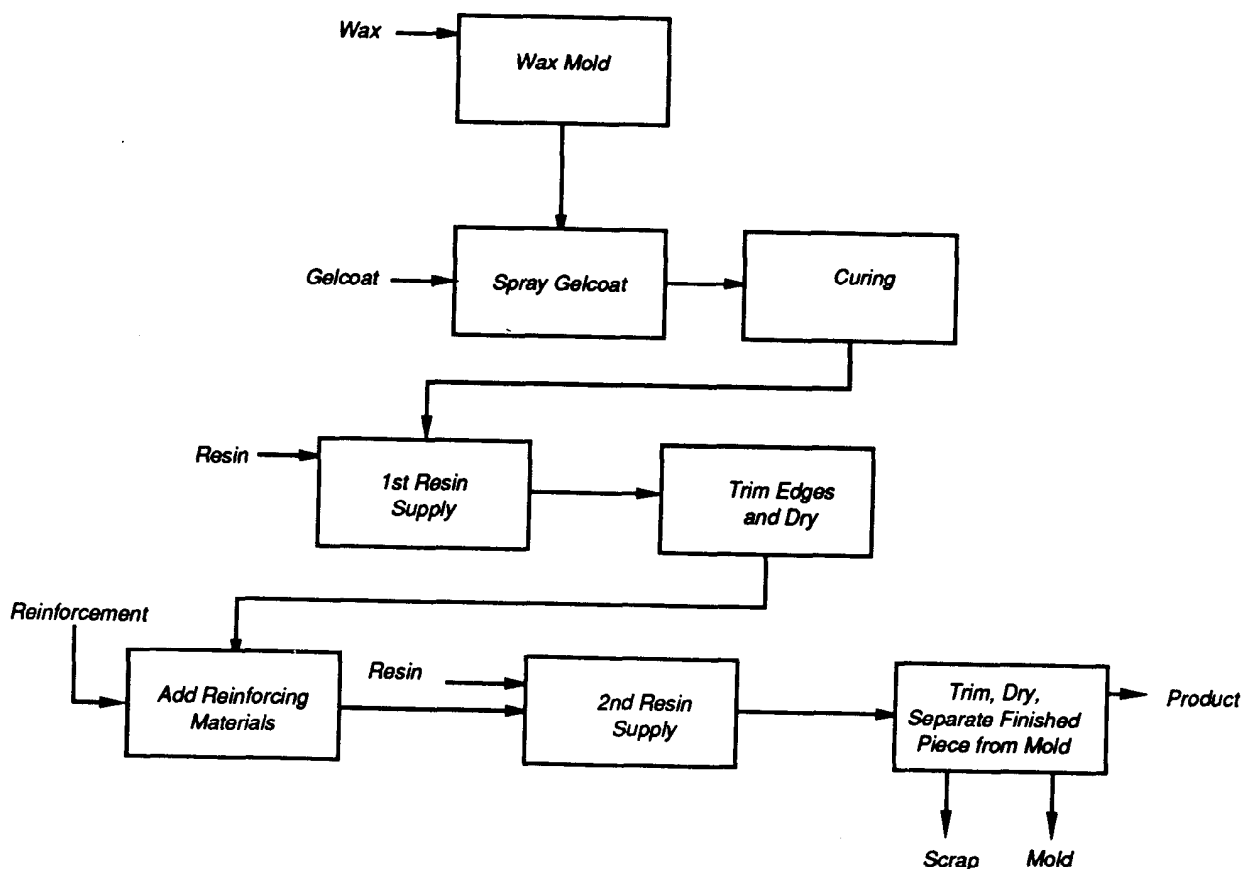 Wax
Wax Mold
Gelcoat
Spray Gelcoat
Curing
Resin
1st Resin
Supply
Trim Edges
and Dry
Reinforcement
Add Reinforcing
Materials
Resin
2nd Resin
Supply
Trim, Dry,
Separate Finished
Piece from Mold
Product
Scrap
Mold